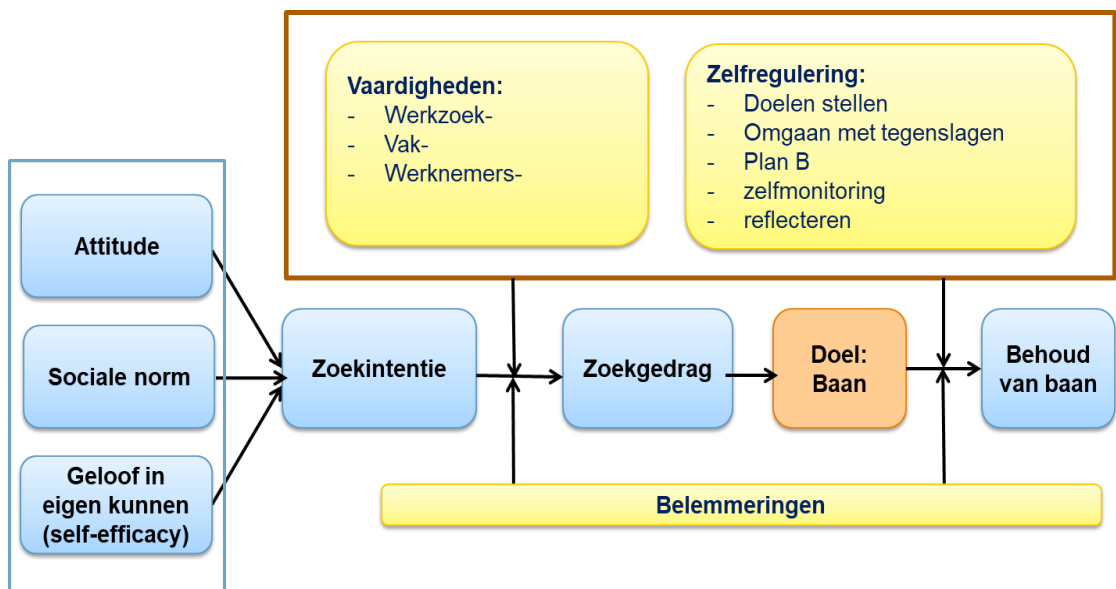 Vaardigheden:
- Werkzoek-
- Vak-
- Werknemers-
Zelfregulering:
- Doelen stellen
- Omgaan met tegenslagen
- Plan B
- zelfmonitoring
- reflecteren
Attitude
Sociale norm
Geloof in
eigen kunnen
(self-efficacy)
Zoekintentie
Zoekgedrag
Doel:
Baan
Behoud
van baan
Belemmeringen